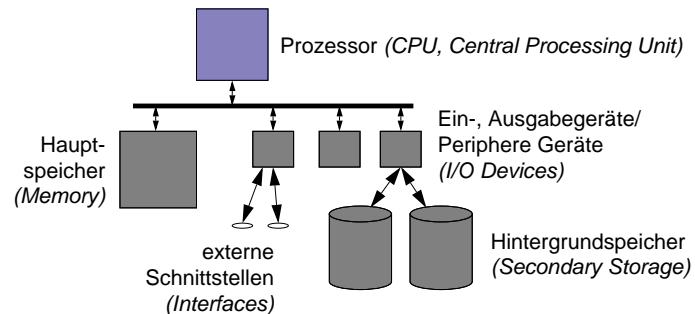 Prozessor (CPU, Central Processing Unit)
Haupt-
speicher
(Memory)
Ein-, Ausgabegeräte/
Periphere Geräte
(I/O Devices)
externe
Schnittstellen
(Interfaces)
Hintergrundspeicher
(Secondary Storage)